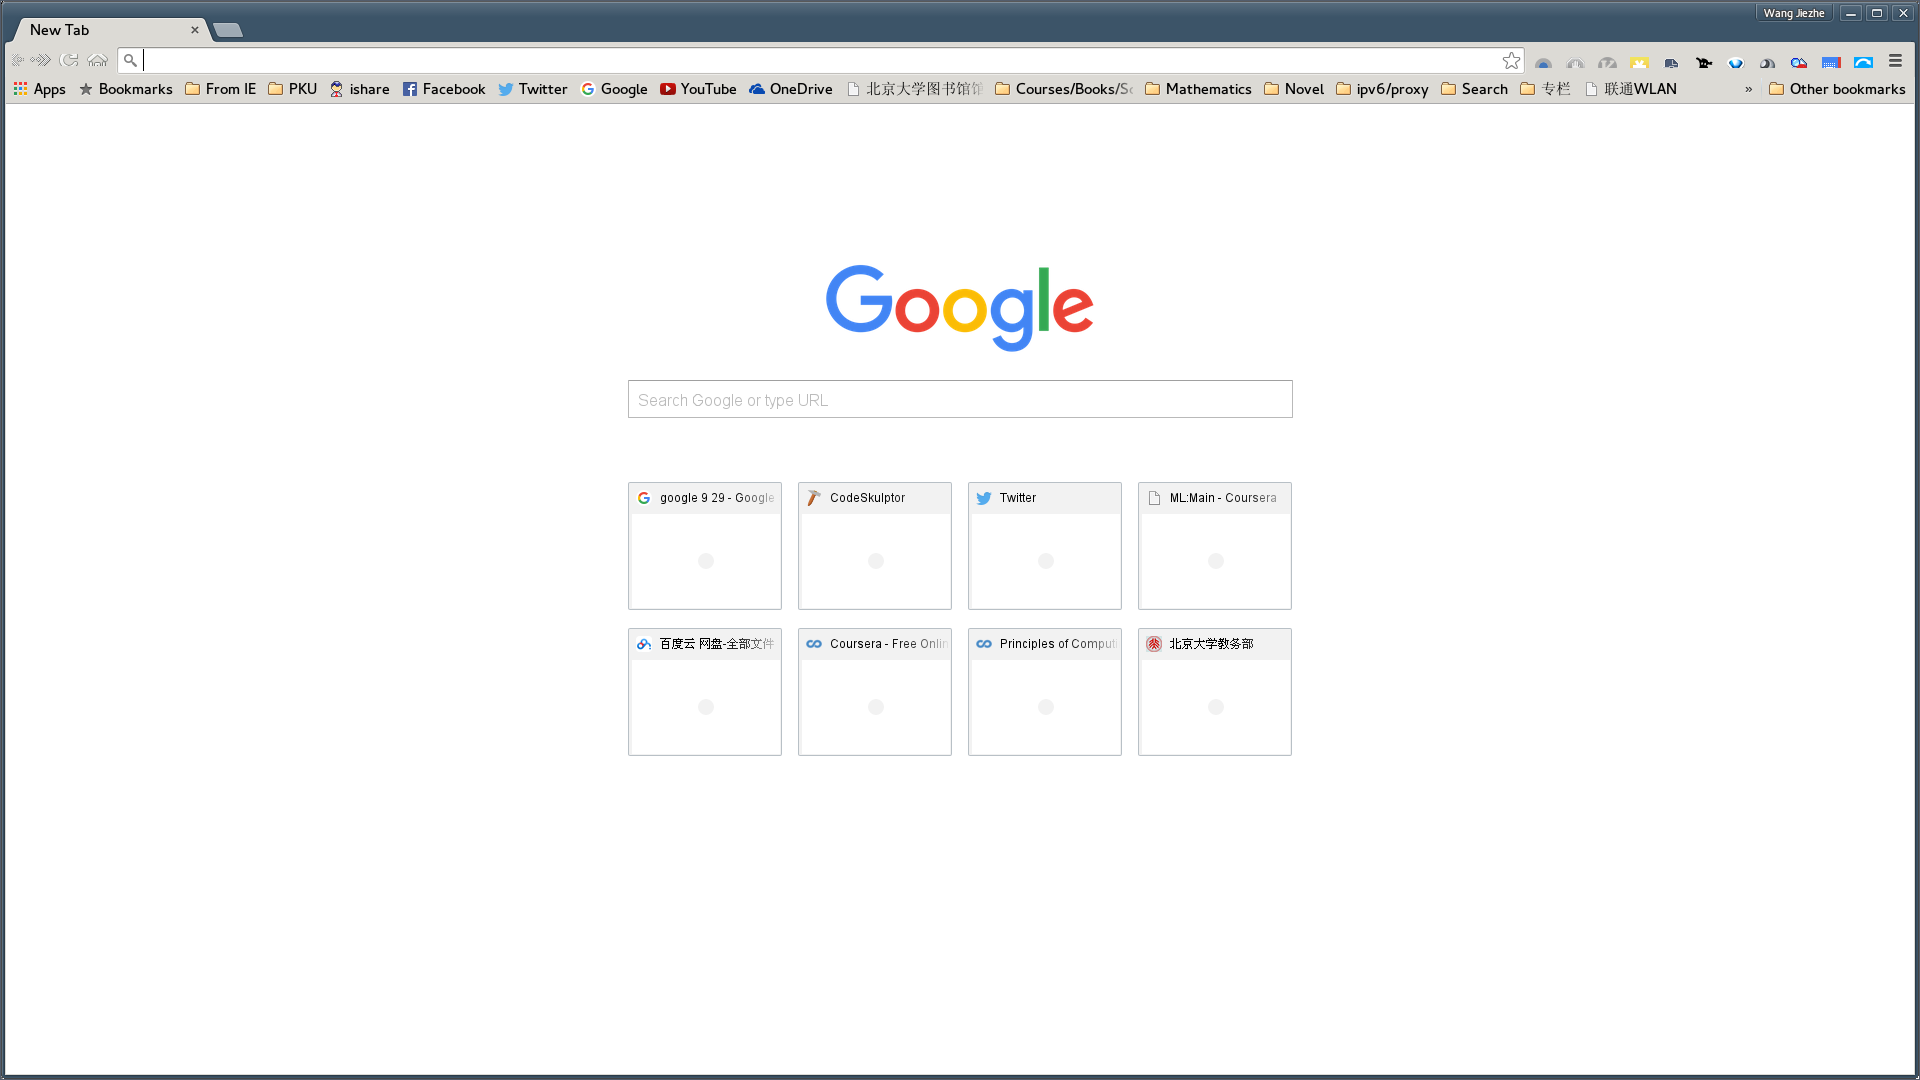 Wang Jiezhe
New Tab
Apps Bookmarks From IE PKU ishare Facebook Twitter Google YouTube OneDrive 北京大学图书馆 Courses/Books/ Mathematics Novel ipv6/proxy Search 专栏 联通WLAN » Other bookmarks
Google
Search Google or type URL
google 9 29 - Google CodeSkulptor Twitter ML:Main - Coursera
百度云 网盘-全部文件 Coursera - Free Onlin Principles of Computi 北京大学教务部